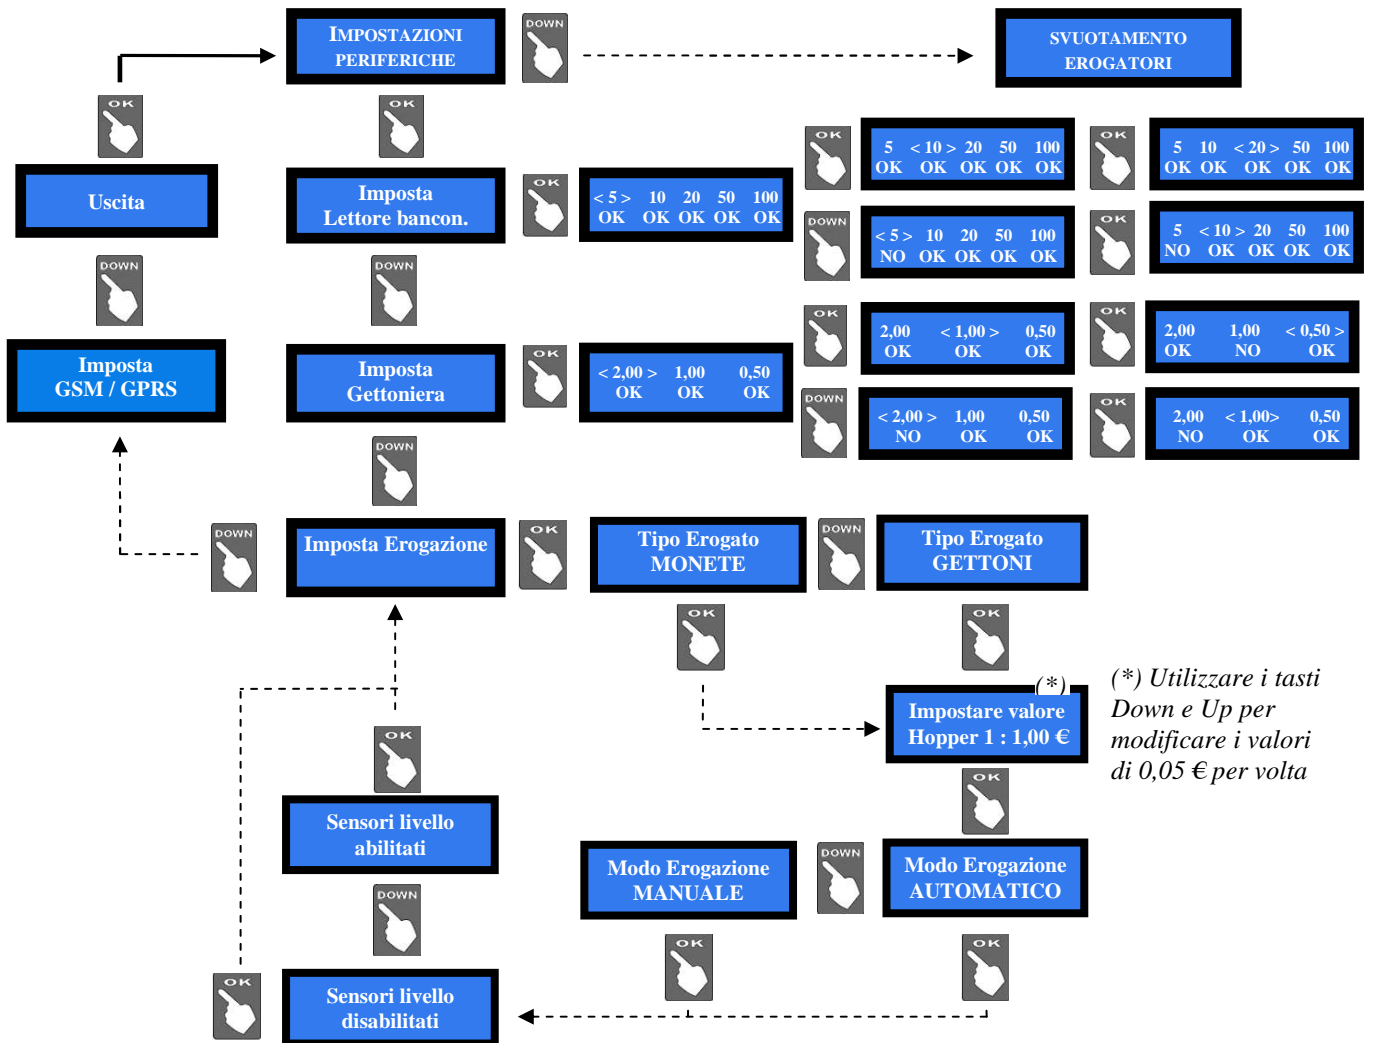 IMPOSTAZIONI
PERIFERICHE
DOWN
SVUOTAMENTO
EROGATORI
OK
OK
Uscita
Imposta
Lettore bancon.
OK
< 5 > 10 20 50 100
OK OK OK OK OK
OK
5 < 10 > 20 50 100
OK OK OK OK OK
OK
5 10 < 20 > 50 100
OK OK OK OK OK
DOWN
< 5 > 10 20 50 100
NO OK OK OK OK
OK
5 < 10 > 20 50 100
NO OK OK OK OK
DOWN
DOWN
Imposta
GSM / GPRS
Imposta
Gettoniera
OK
< 2,00 > 1,00 0,50
OK OK OK
OK
2,00 < 1,00 > 0,50
OK OK OK
OK
2,00 1,00 < 0,50 >
OK NO OK
DOWN
< 2,00 > 1,00 0,50
NO OK OK
OK
2,00 < 1,00> 0,50
NO OK OK
DOWN
DOWN
Imposta Erogazione
OK
Tipo Erogato
MONETE
DOWN
Tipo Erogato
GETTONI
OK
OK
(*)
Impostare valore
Hopper 1 : 1,00 €
(*) Utilizzare i tasti
Down e Up per
modificare i valori
di 0,05 € per volta
OK
OK
Sensori livello
abilitati
Modo Erogazione
MANUALE
DOWN
Modo Erogazione
AUTOMATICO
DOWN
OK
OK
OK
Sensori livello
disabilitati